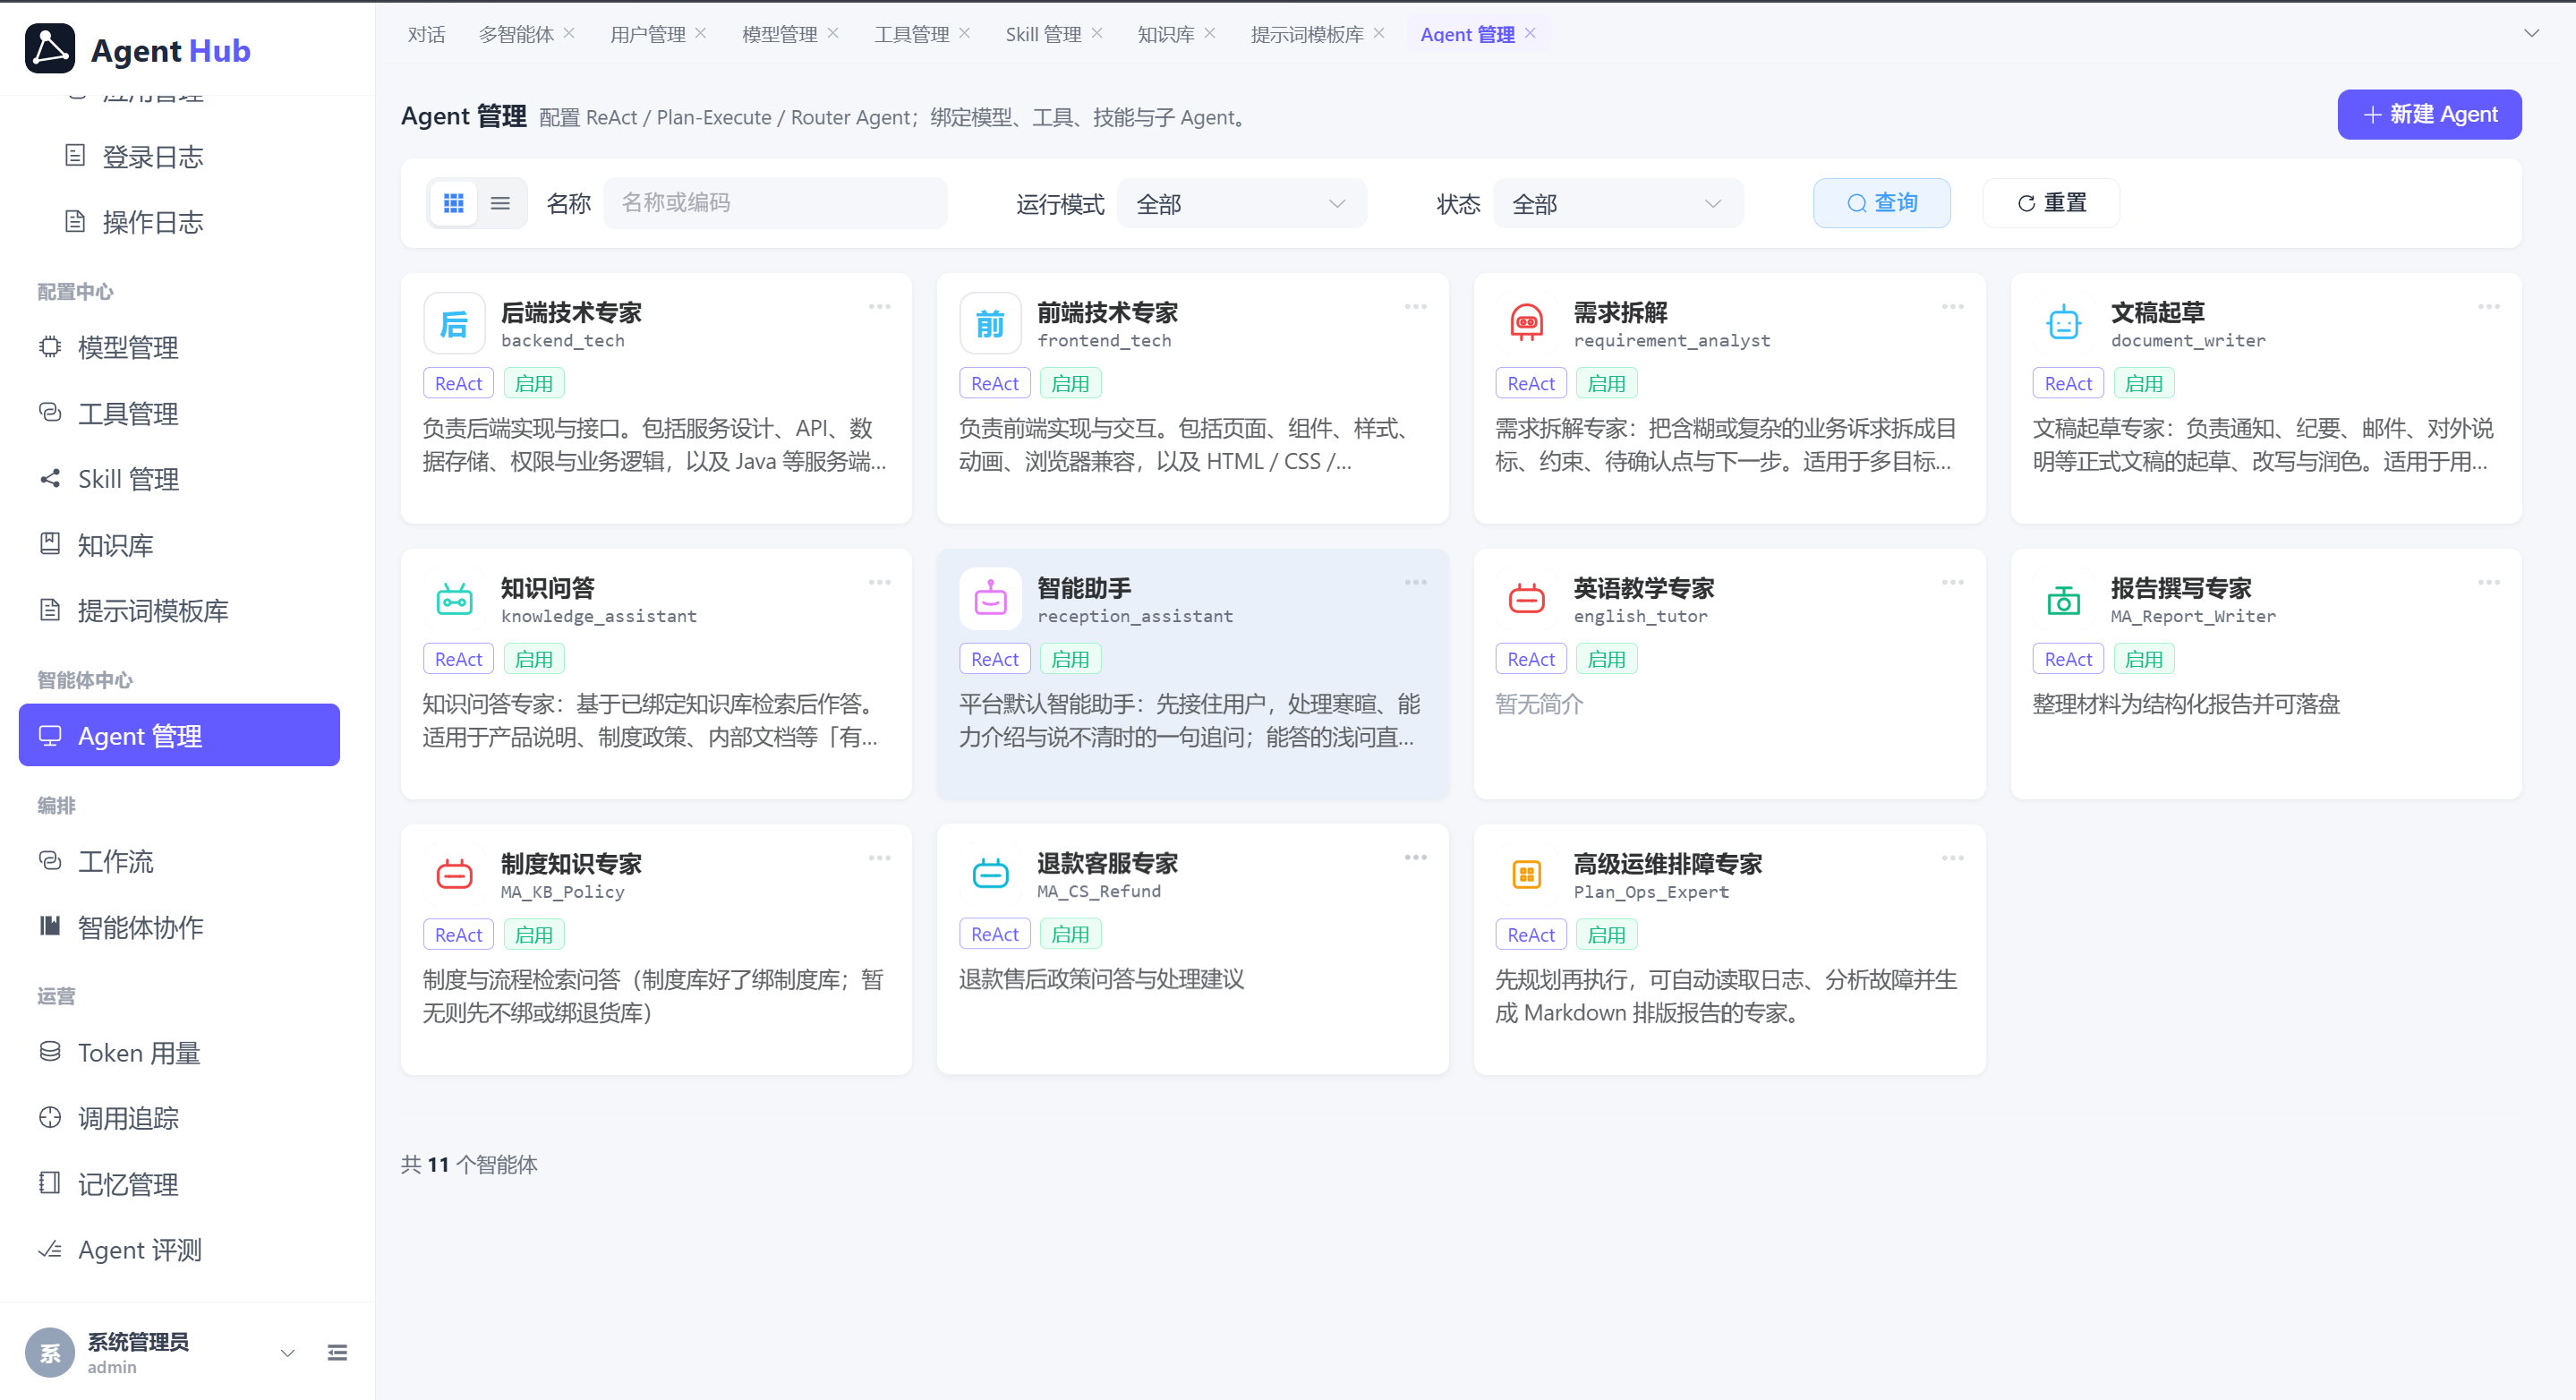 Agent Hub
应用管理
登录日志
操作日志
配置中心
模型管理
工具管理
Skill 管理
知识库
提示词模板库
智能体中心
Agent 管理
编排
工作流
智能体协作
运营
Token 用量
调用追踪
记忆管理
Agent 评测
系
系统管理员
admin
对话 多智能体 用户管理 模型管理 工具管理 Skill 管理 知识库 提示词模板库 Agent 管理
Agent 管理 配置 ReAct / Plan-Execute / Router Agent；绑定模型、工具、技能与子 Agent。
新建 Agent
名称 名称或编码 运行模式 全部 状态 全部 查询 重置
后
后端技术专家
backend_tech
ReAct 启用
负责后端实现与接口。包括服务设计、API、数
据存储、权限与业务逻辑，以及 Java 等服务端...
前
前端技术专家
frontend_tech
ReAct 启用
负责前端实现与交互。包括页面、组件、样式、
动画、浏览器兼容，以及 HTML / CSS /...
需求拆解
requirement_analyst
ReAct 启用
需求拆解专家：把含糊或复杂的业务诉求拆成目
标、约束、待确认点与下一步。适用于多目标...
文稿起草
document_writer
ReAct 启用
文稿起草专家：负责通知、纪要、邮件、对外说
明等正式文稿的起草、改写与润色。适用于用...
知识问答
knowledge_assistant
ReAct 启用
知识问答专家：基于已绑定知识库检索后作答。
适用于产品说明、制度政策、内部文档等「有...
智能助手
reception_assistant
ReAct 启用
平台默认智能助手：先接住用户，处理寒暄、能
力介绍与说不清时的一句追问；能答的浅问直...
英语教学专家
english_tutor
ReAct 启用
暂无简介
报告撰写专家
MA_Report_Writer
ReAct 启用
整理材料为结构化报告并可落盘
制度知识专家
MA_KB_Policy
ReAct 启用
制度与流程检索问答（制度库好了绑制度库；暂
无则先不绑或绑退货库）
退款客服专家
MA_CS_Refund
ReAct 启用
退款售后政策问答与处理建议
高级运维排障专家
Plan_Ops_Expert
ReAct 启用
先规划再执行，可自动读取日志、分析故障并生
成 Markdown 排版报告的专家。
共 11 个智能体